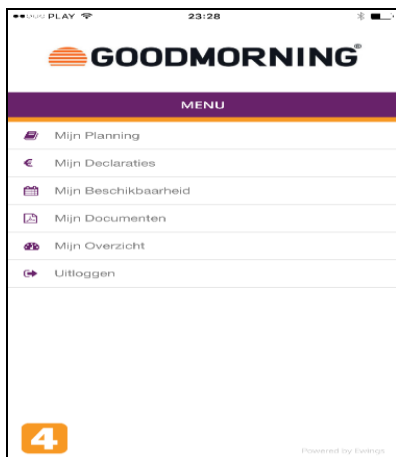 PLAY 23:28
GOODMORNING®
MENU
Mijn Planning
€ Mijn Declaraties
Mijn Beschikbaarheid
Mijn Documenten
Mijn Overzicht
Uitloggen
4
Powered by Ewings